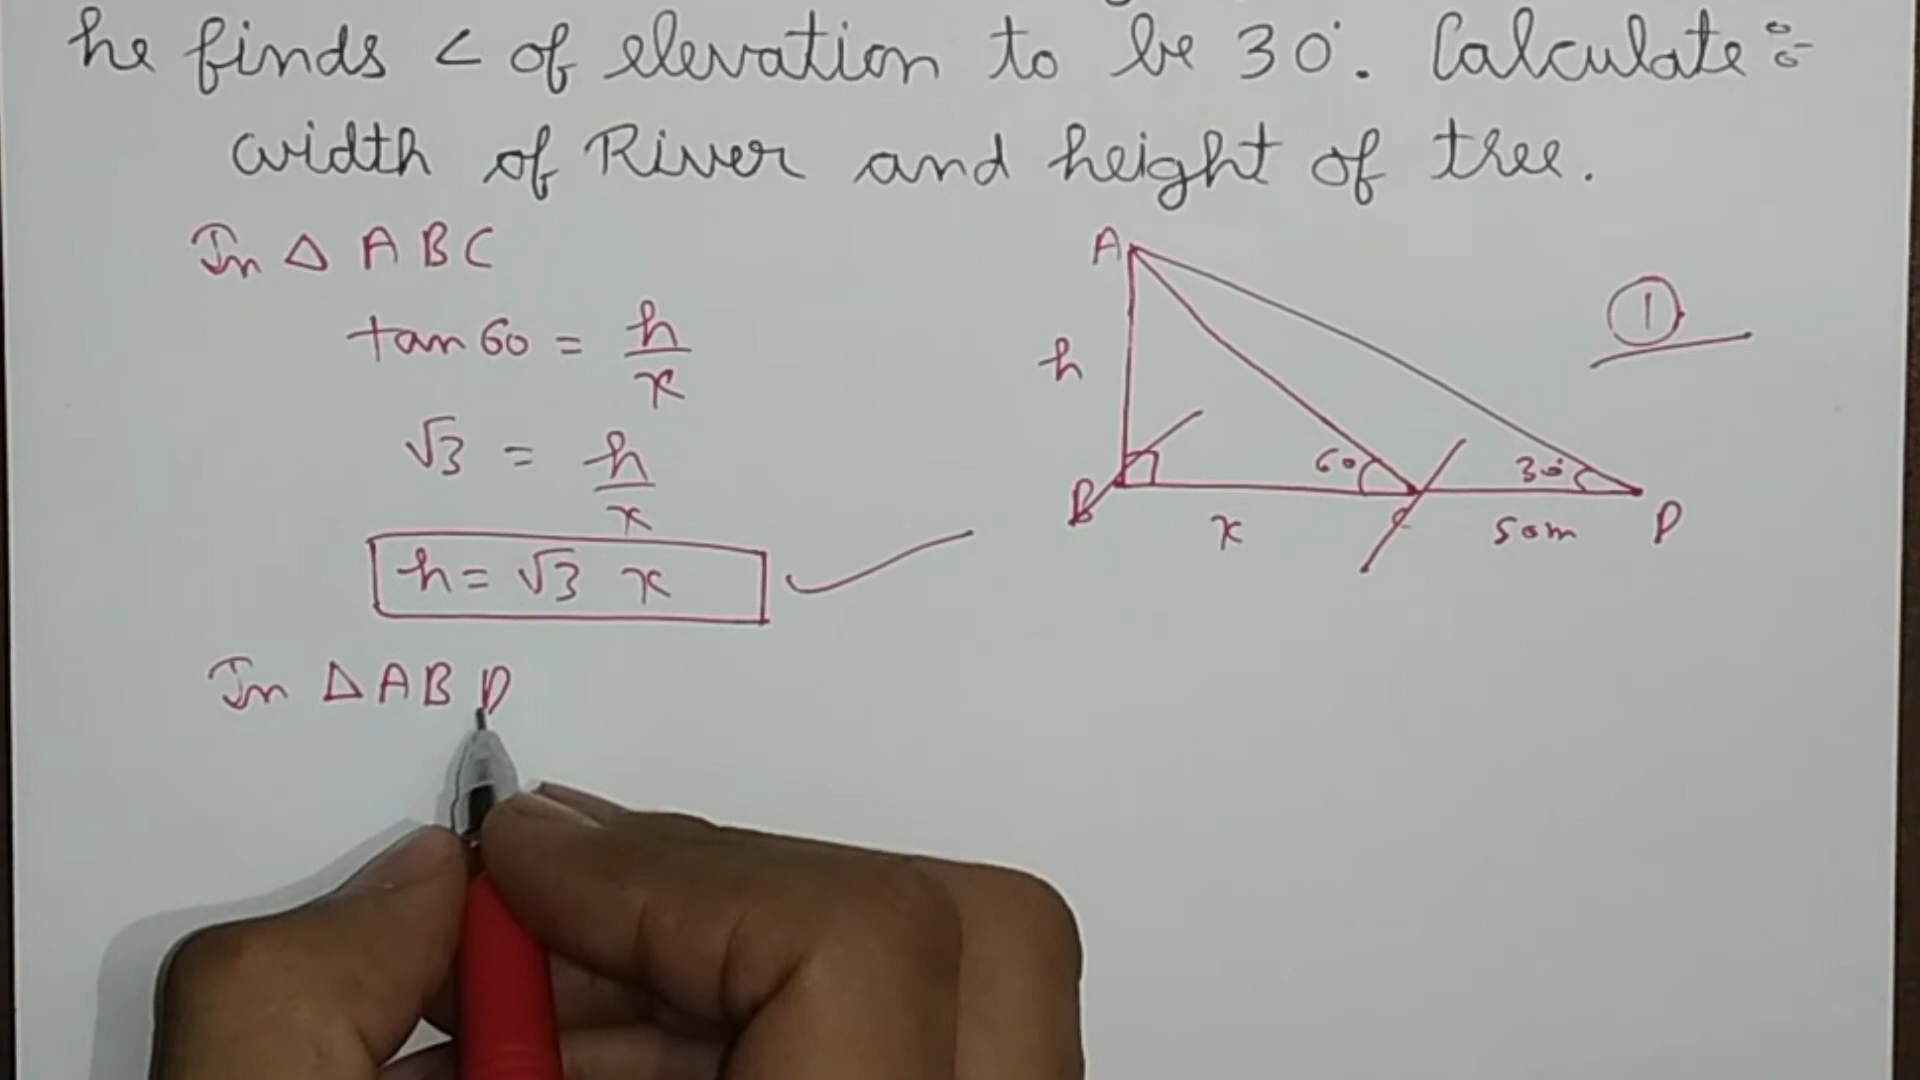 he finds < of elevation to be 30°. Calculate :-
width of River and height of tree.
In △ ABC
tan 60 = h/x
√3 = h/x
h = √3 x
In △ ABD
A
h
B
x
60
C
30°
50m
D
1